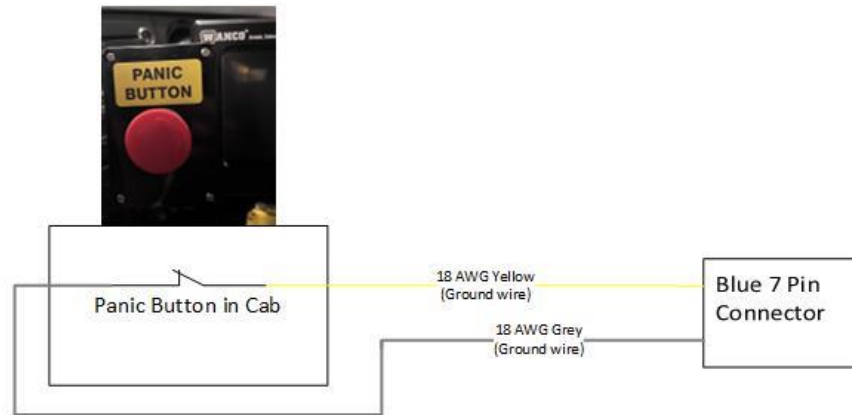 WANCO
PANIC
BUTTON
Panic Button in Cab
18 AWG Yellow
(Ground wire)
18 AWG Grey
(Ground wire)
Blue 7 Pin
Connector